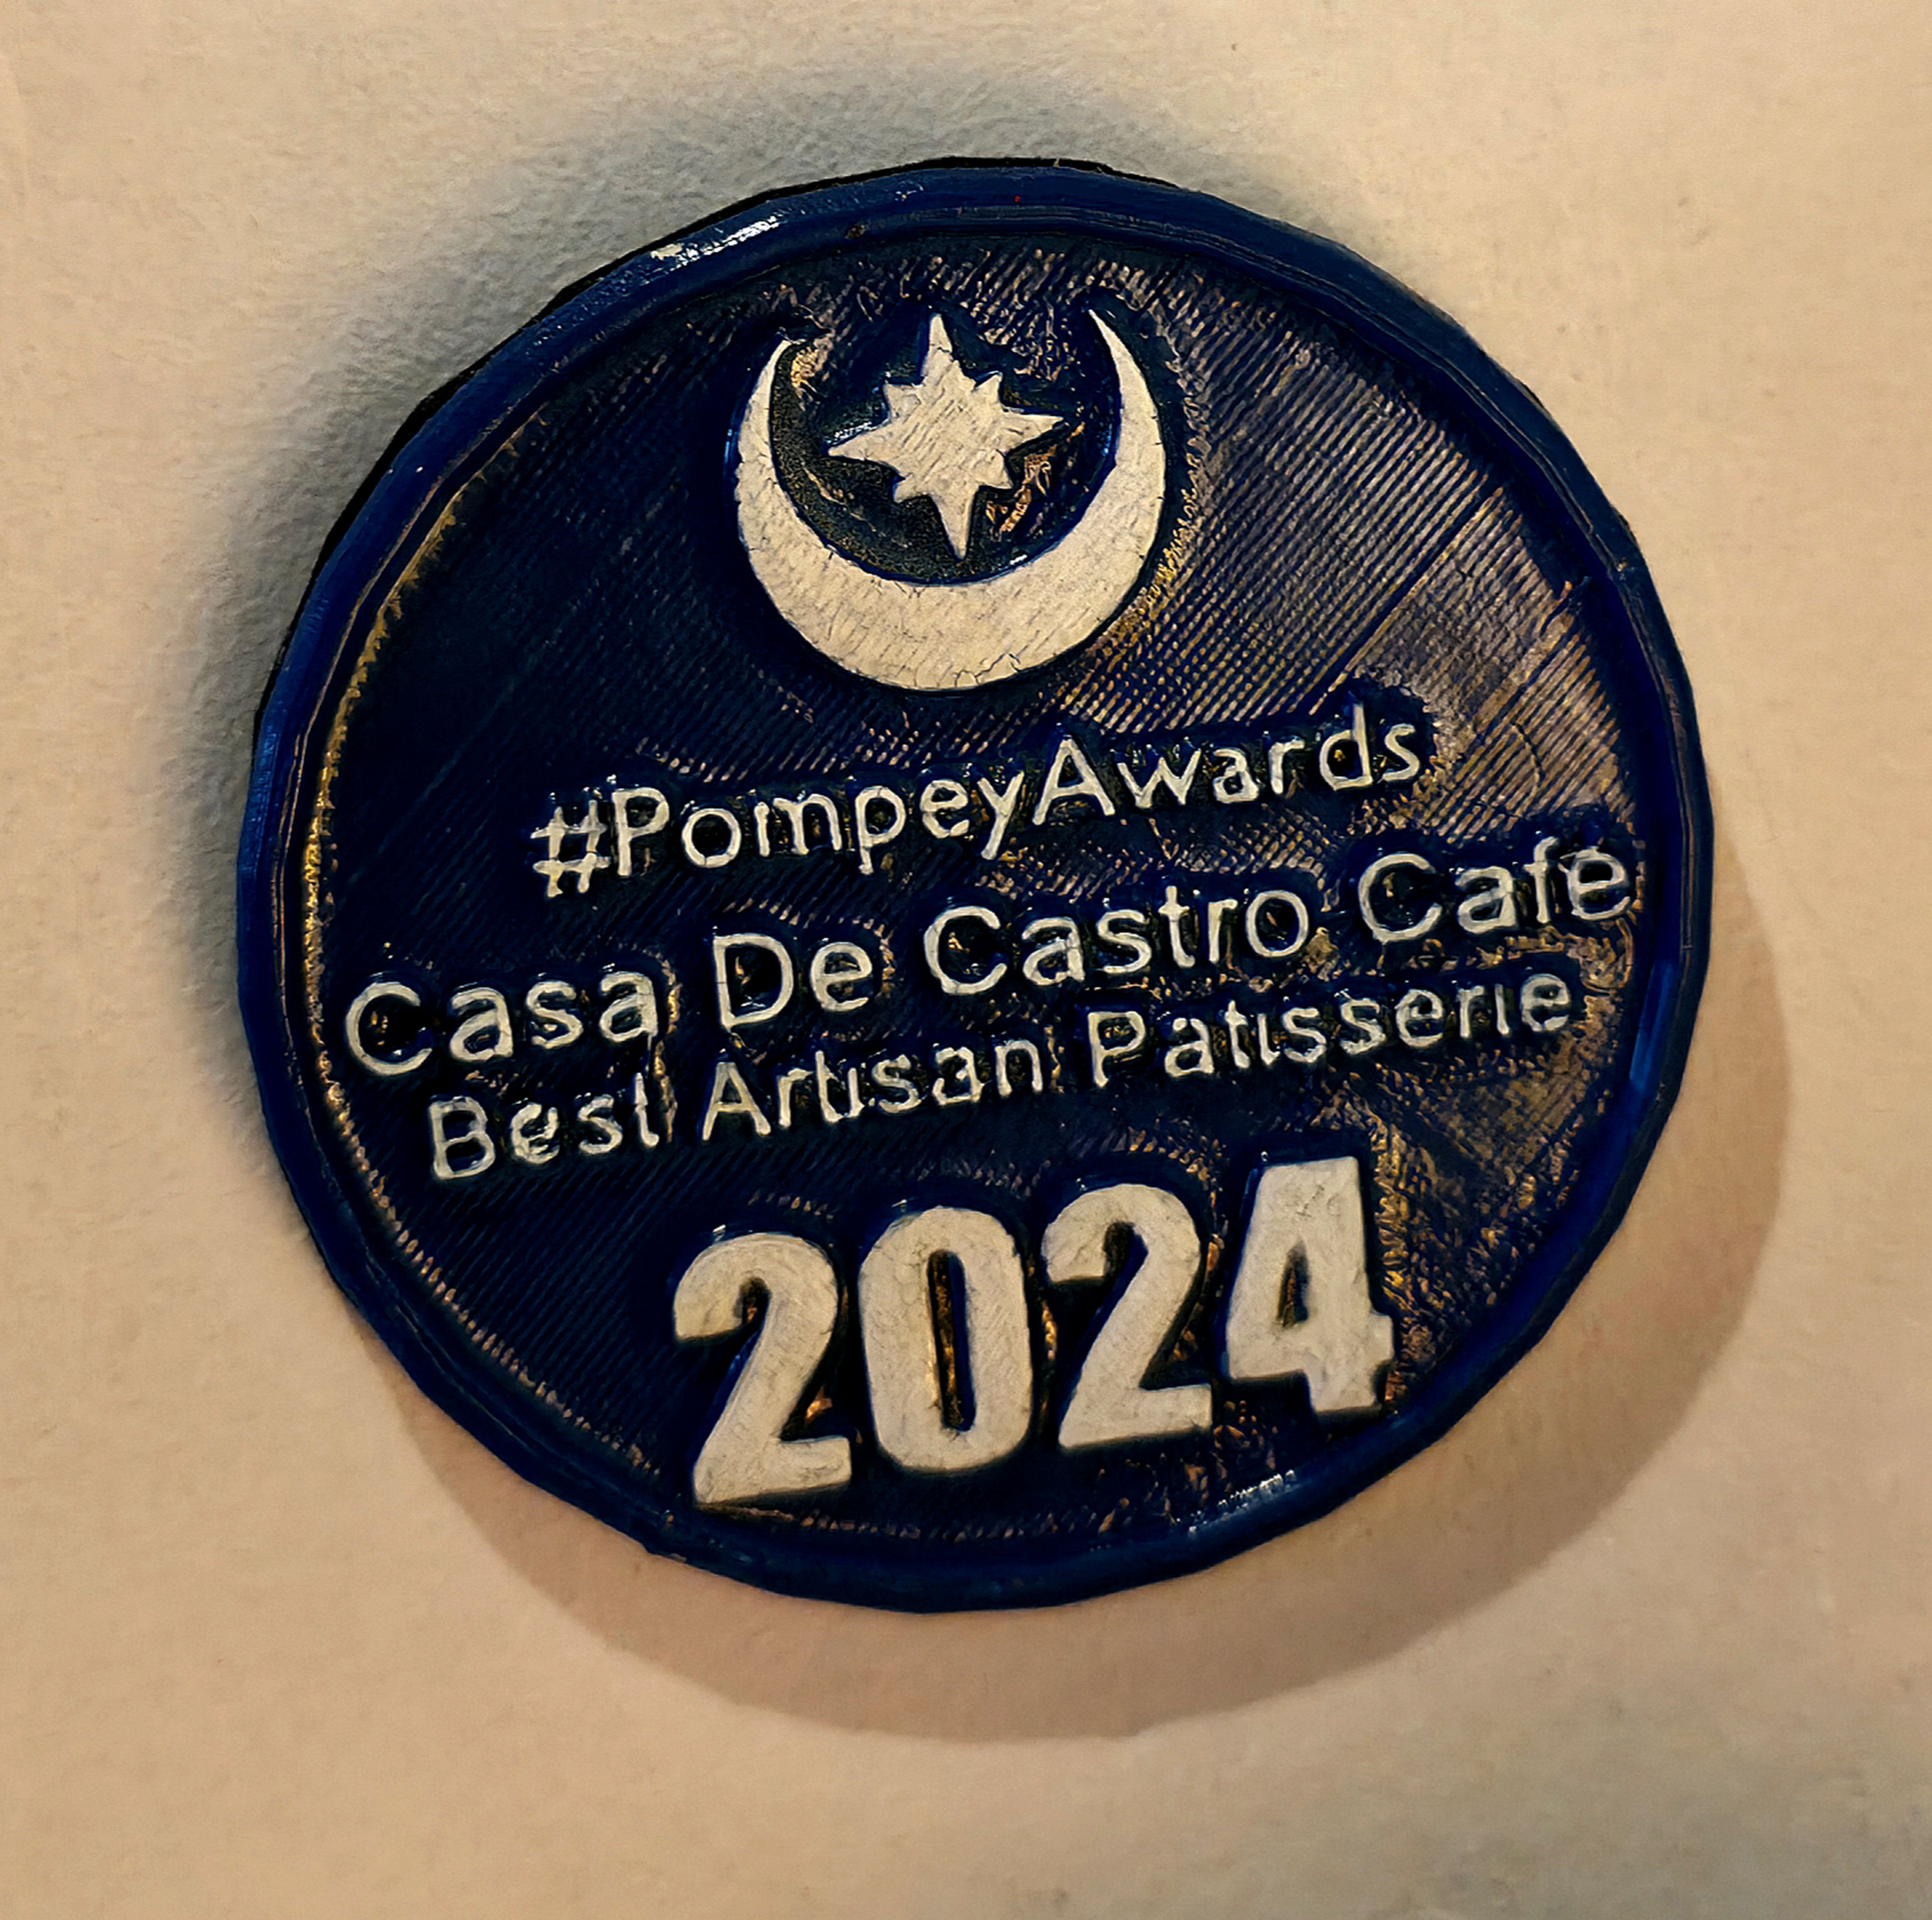 #PompeyAwards
Casa De Castro Cafe
Best Artisan Patisserie
2024